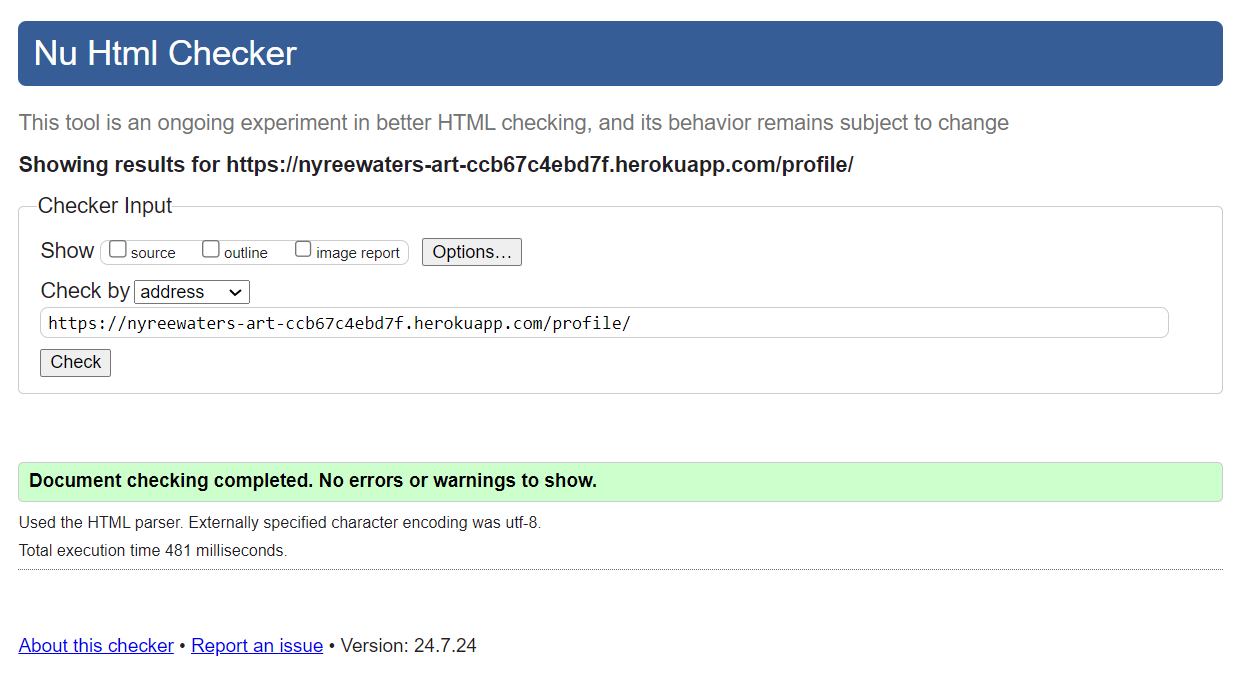 Nu Html Checker
This tool is an ongoing experiment in better HTML checking, and its behavior remains subject to change
Showing results for https://nyreewaters-art-ccb67c4ebd7f.herokuapp.com/profile/
Checker Input
Show source outline image report Options…
Check by address
https://nyreewaters-art-ccb67c4ebd7f.herokuapp.com/profile/
Check
Document checking completed. No errors or warnings to show.
Used the HTML parser. Externally specified character encoding was utf-8.
Total execution time 481 milliseconds.
About this checker • Report an issue • Version: 24.7.24